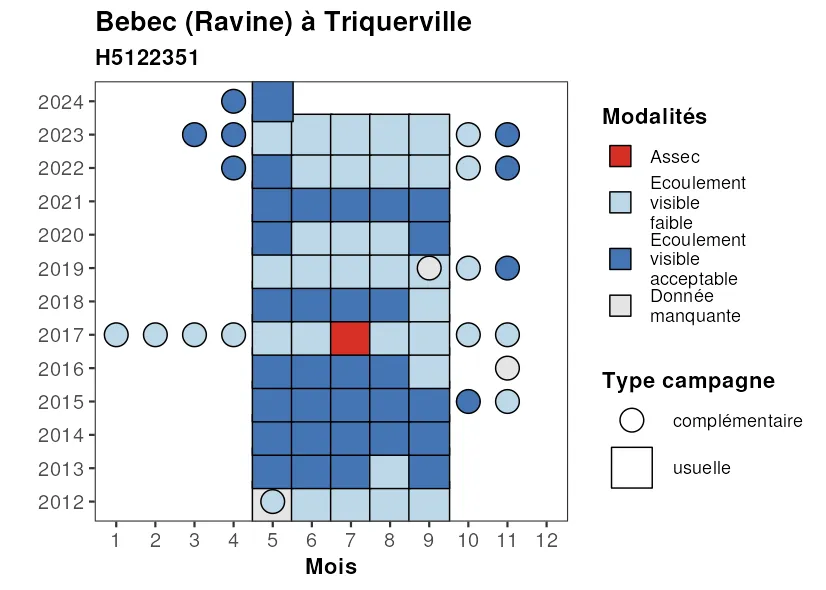 Bebec (Ravine) à Triquerville
H5122351
2024
2023
2022
2021
2020
2019
2018
2017
2016
2015
2014
2013
2012
1 2 3 4 5 6 7 8 9 10 11 12
Mois
Modalités
Assec
Ecoulement
visible
faible
Ecoulement
visible
acceptable
Donnée
manquante
Type campagne
complémentaire
usuelle